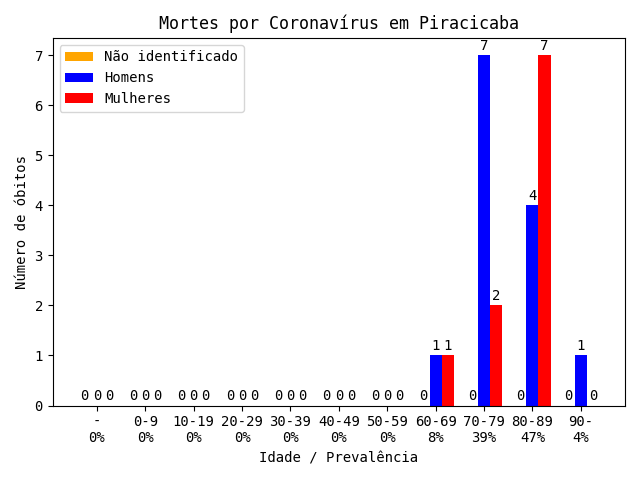 Mortes por Coronavírus em Piracicaba
Não identificado
Homens
Mulheres
Número de óbitos
7
6
5
4
3
2
1
0
0 0 0 0 0 0 0 0 0 0 0 0 0 0 0 0 0 0 0 0 0 0 1 1 0 7 2 0 4 7 0 1 0
- 0-9 10-19 20-29 30-39 40-49 50-59 60-69 70-79 80-89 90-
0% 0% 0% 0% 0% 0% 0% 8% 39% 47% 4%
Idade / Prevalência